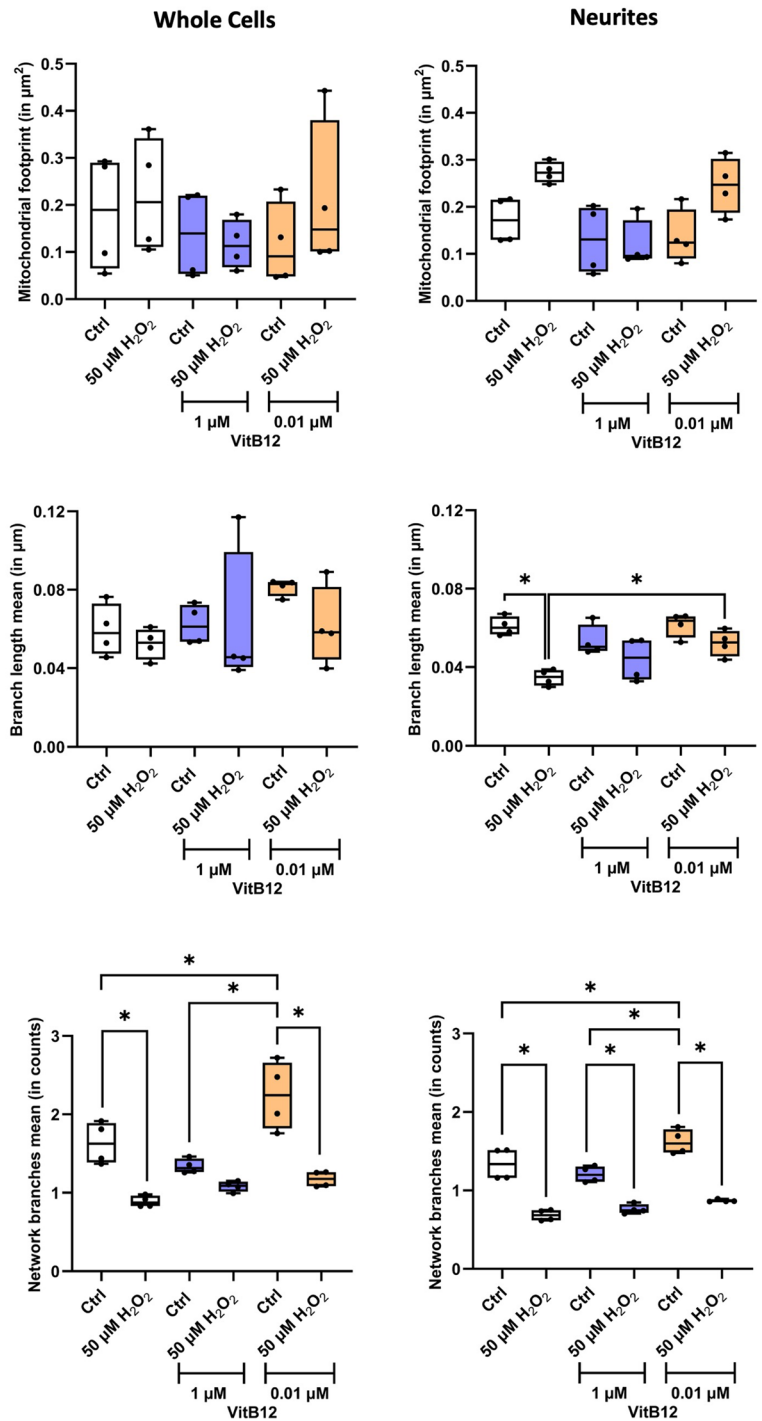 Whole Cells
Neurites
Mitochondrial footprint (in μm²)
0.5
0.4
0.3
0.2
0.1
0.0
Ctrl
50 μM H₂O₂
Ctrl
50 μM H₂O₂
Ctrl
50 μM H₂O₂
1 μM
0.01 μM
VitB12
Mitochondrial footprint (in μm²)
0.5
0.4
0.3
0.2
0.1
0.0
Ctrl
50 μM H₂O₂
Ctrl
50 μM H₂O₂
Ctrl
50 μM H₂O₂
1 μM
0.01 μM
VitB12
Branch length mean (in μm)
0.12
0.08
0.04
0.00
Ctrl
50 μM H₂O₂
Ctrl
50 μM H₂O₂
Ctrl
50 μM H₂O₂
1 μM
0.01 μM
VitB12
Branch length mean (in μm)
0.12
0.08
0.04
0.00
*
*
Ctrl
50 μM H₂O₂
Ctrl
50 μM H₂O₂
Ctrl
50 μM H₂O₂
1 μM
0.01 μM
VitB12
Network branches mean (in counts)
3
2
1
0
*
*
*
*
Ctrl
50 μM H₂O₂
Ctrl
50 μM H₂O₂
Ctrl
50 μM H₂O₂
1 μM
0.01 μM
VitB12
Network branches mean (in counts)
3
2
1
0
*
*
*
*
*
Ctrl
50 μM H₂O₂
Ctrl
50 μM H₂O₂
Ctrl
50 μM H₂O₂
1 μM
0.01 μM
VitB12